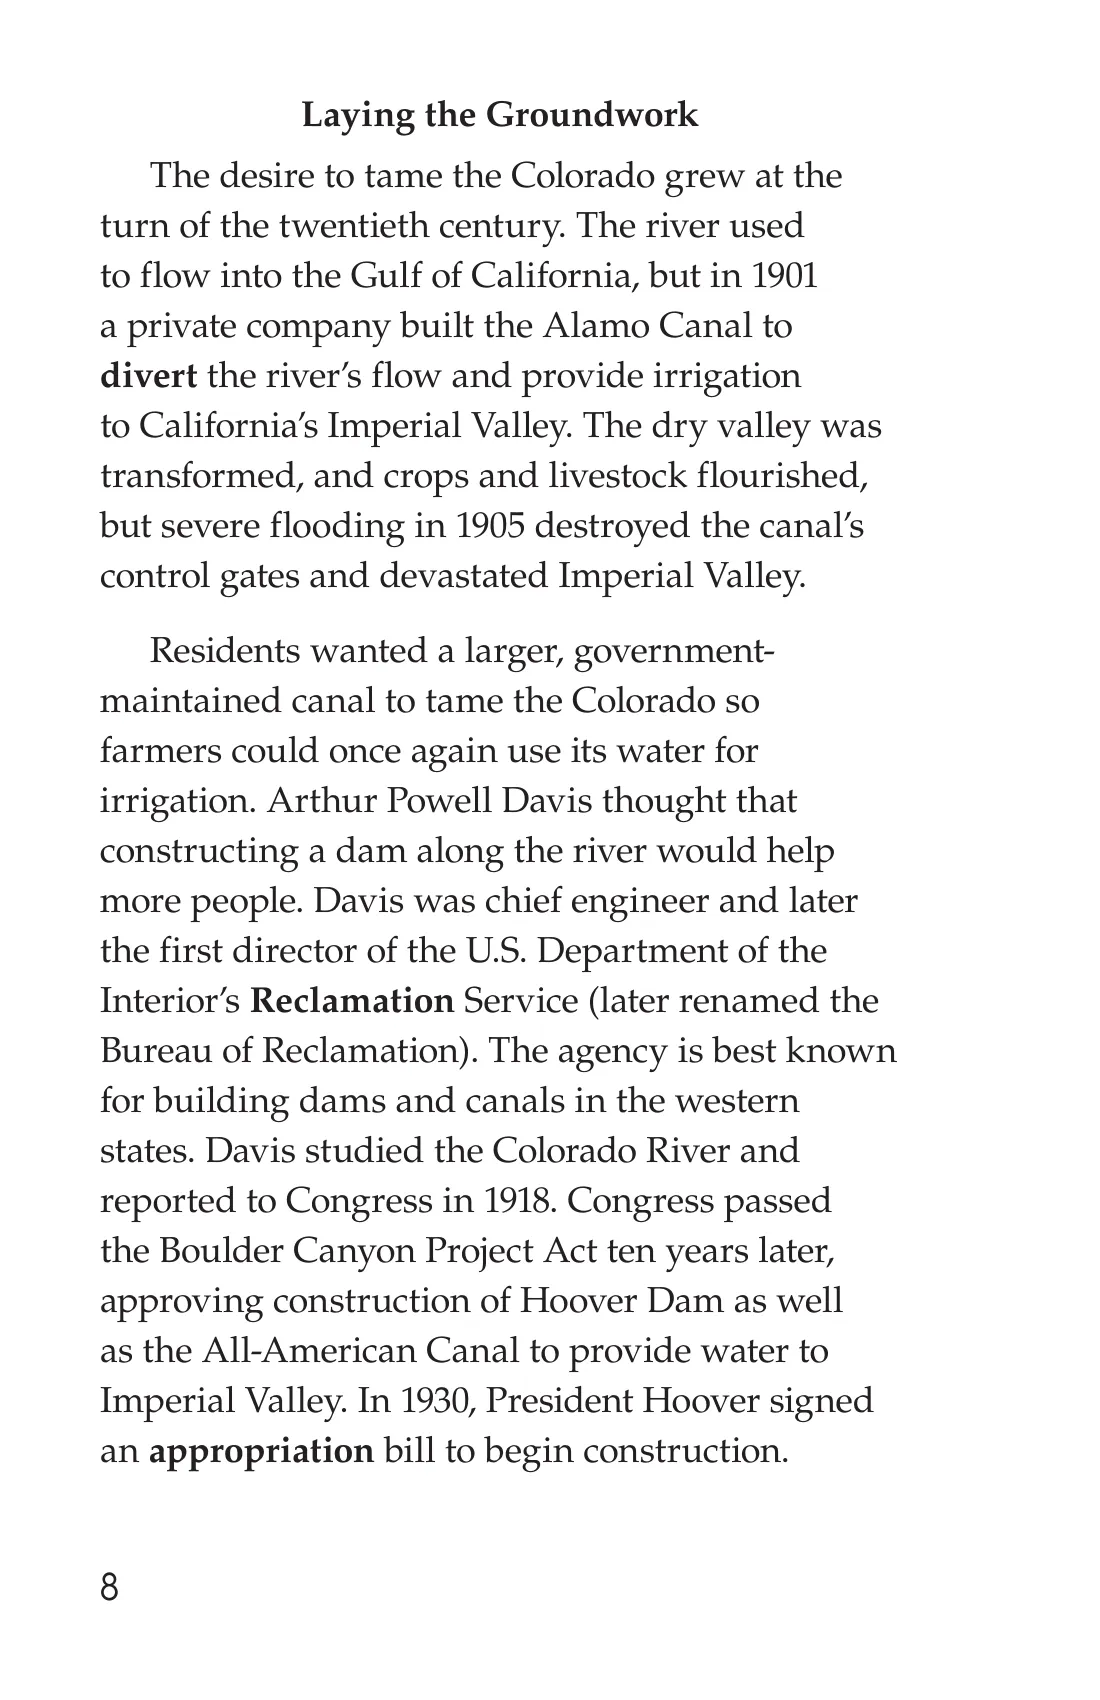 Laying the Groundwork
The desire to tame the Colorado grew at the
turn of the twentieth century. The river used
to flow into the Gulf of California, but in 1901
a private company built the Alamo Canal to
divert the river’s flow and provide irrigation
to California’s Imperial Valley. The dry valley was
transformed, and crops and livestock flourished,
but severe flooding in 1905 destroyed the canal’s
control gates and devastated Imperial Valley.
Residents wanted a larger, government-
maintained canal to tame the Colorado so
farmers could once again use its water for
irrigation. Arthur Powell Davis thought that
constructing a dam along the river would help
more people. Davis was chief engineer and later
the first director of the U.S. Department of the
Interior’s Reclamation Service (later renamed the
Bureau of Reclamation). The agency is best known
for building dams and canals in the western
states. Davis studied the Colorado River and
reported to Congress in 1918. Congress passed
the Boulder Canyon Project Act ten years later,
approving construction of Hoover Dam as well
as the All-American Canal to provide water to
Imperial Valley. In 1930, President Hoover signed
an appropriation bill to begin construction.
8